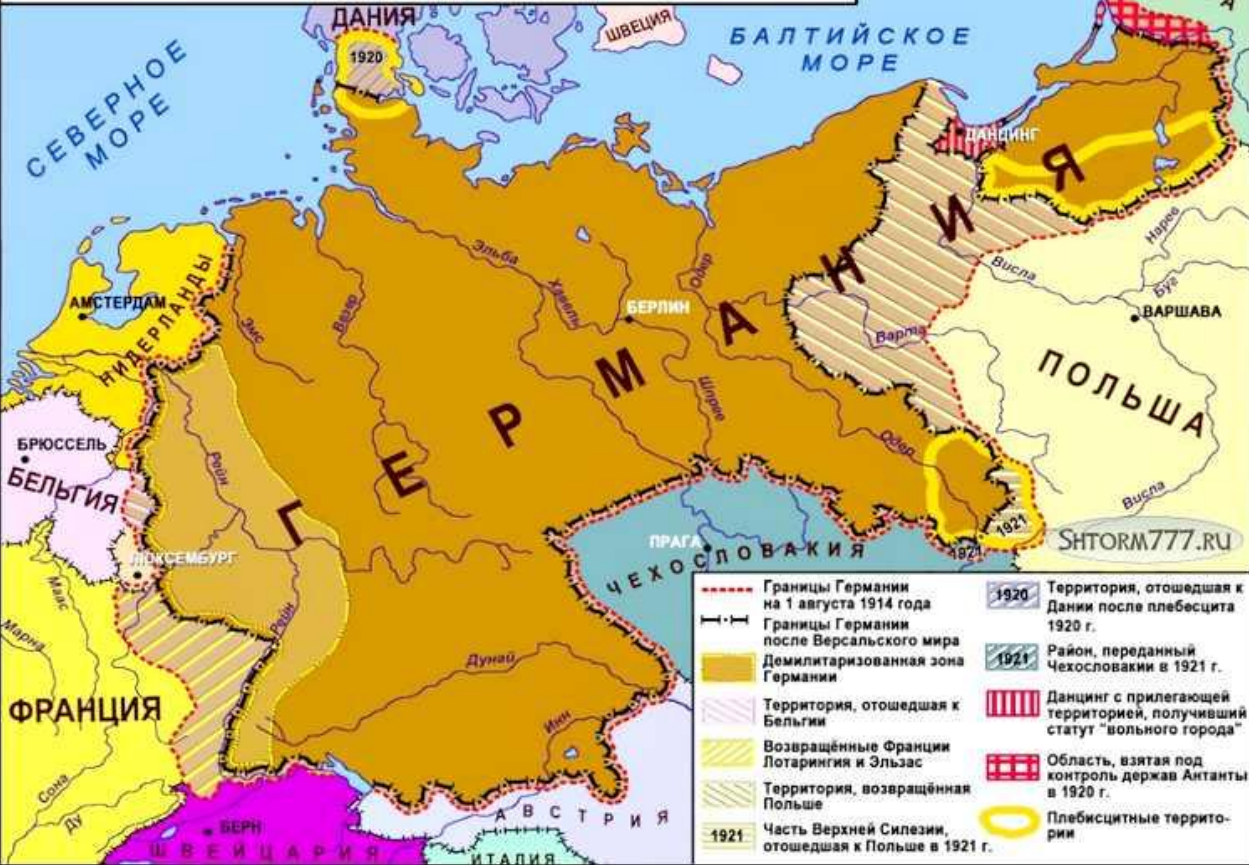 ДАНИЯ
ШВЕЦИЯ
1920
БАЛТИЙСКОЕ
МОРЕ
СЕВЕРНОЕ
МОРЕ
ДАНЦИНГ
НИДЕРЛАНДЫ
АМСТЕРДАМ
Эльба
Хавель
Одер
БЕРЛИН
Эмс
Везер
Шпрее
Варта
Висла
Нарев
Буг
ВАРШАВА
ПОЛЬША
ГЕРМАНИЯ
БРЮССЕЛЬ
БЕЛЬГИЯ
Рейн
Одер
Висла
1921
1921
SHTORM777.RU
ЛЮКСЕМБУРГ
ПРАГА
ЧЕХОСЛОВАКИЯ
Маас
Марна
Рейн
Дунай
Инн
ФРАНЦИЯ
Сона
Ду
БЕРН
ШВЕЙЦАРИЯ
АВСТРИЯ
ИТАЛИЯ
Границы Германии
на 1 августа 1914 года
Границы Германии
после Версальского мира
Демилитаризованная зона
Германии
Территория, отошедшая к
Бельгии
Возвращённые Франции
Лотарингия и Эльзас
Территория, возвращённая
Польше
1921
Часть Верхней Силезии,
отошедшая к Польше в 1921 г.
1920
Территория, отошедшая к
Дании после плебесцита
1920 г.
1921
Район, переданный
Чехословакии в 1921 г.
Данцинг с прилегающей
территорией, получивший
статут "вольного города"
Область, взятая под
контроль держав Антанты
в 1920 г.
Плебисцитные террито-
рии